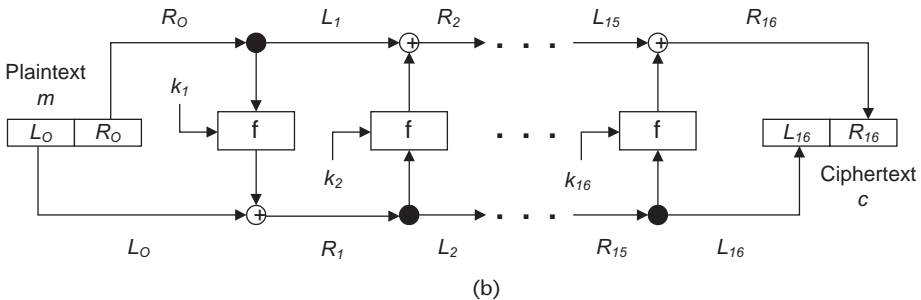 R_O L_1 R_2 L_15 R_16
Plaintext
m
k_1
f
f
. . .
f
L_O R_O
k_2
. . .
k_16
L_16 R_16
Ciphertext
c
L_O R_1 L_2 R_15 L_16
(b)